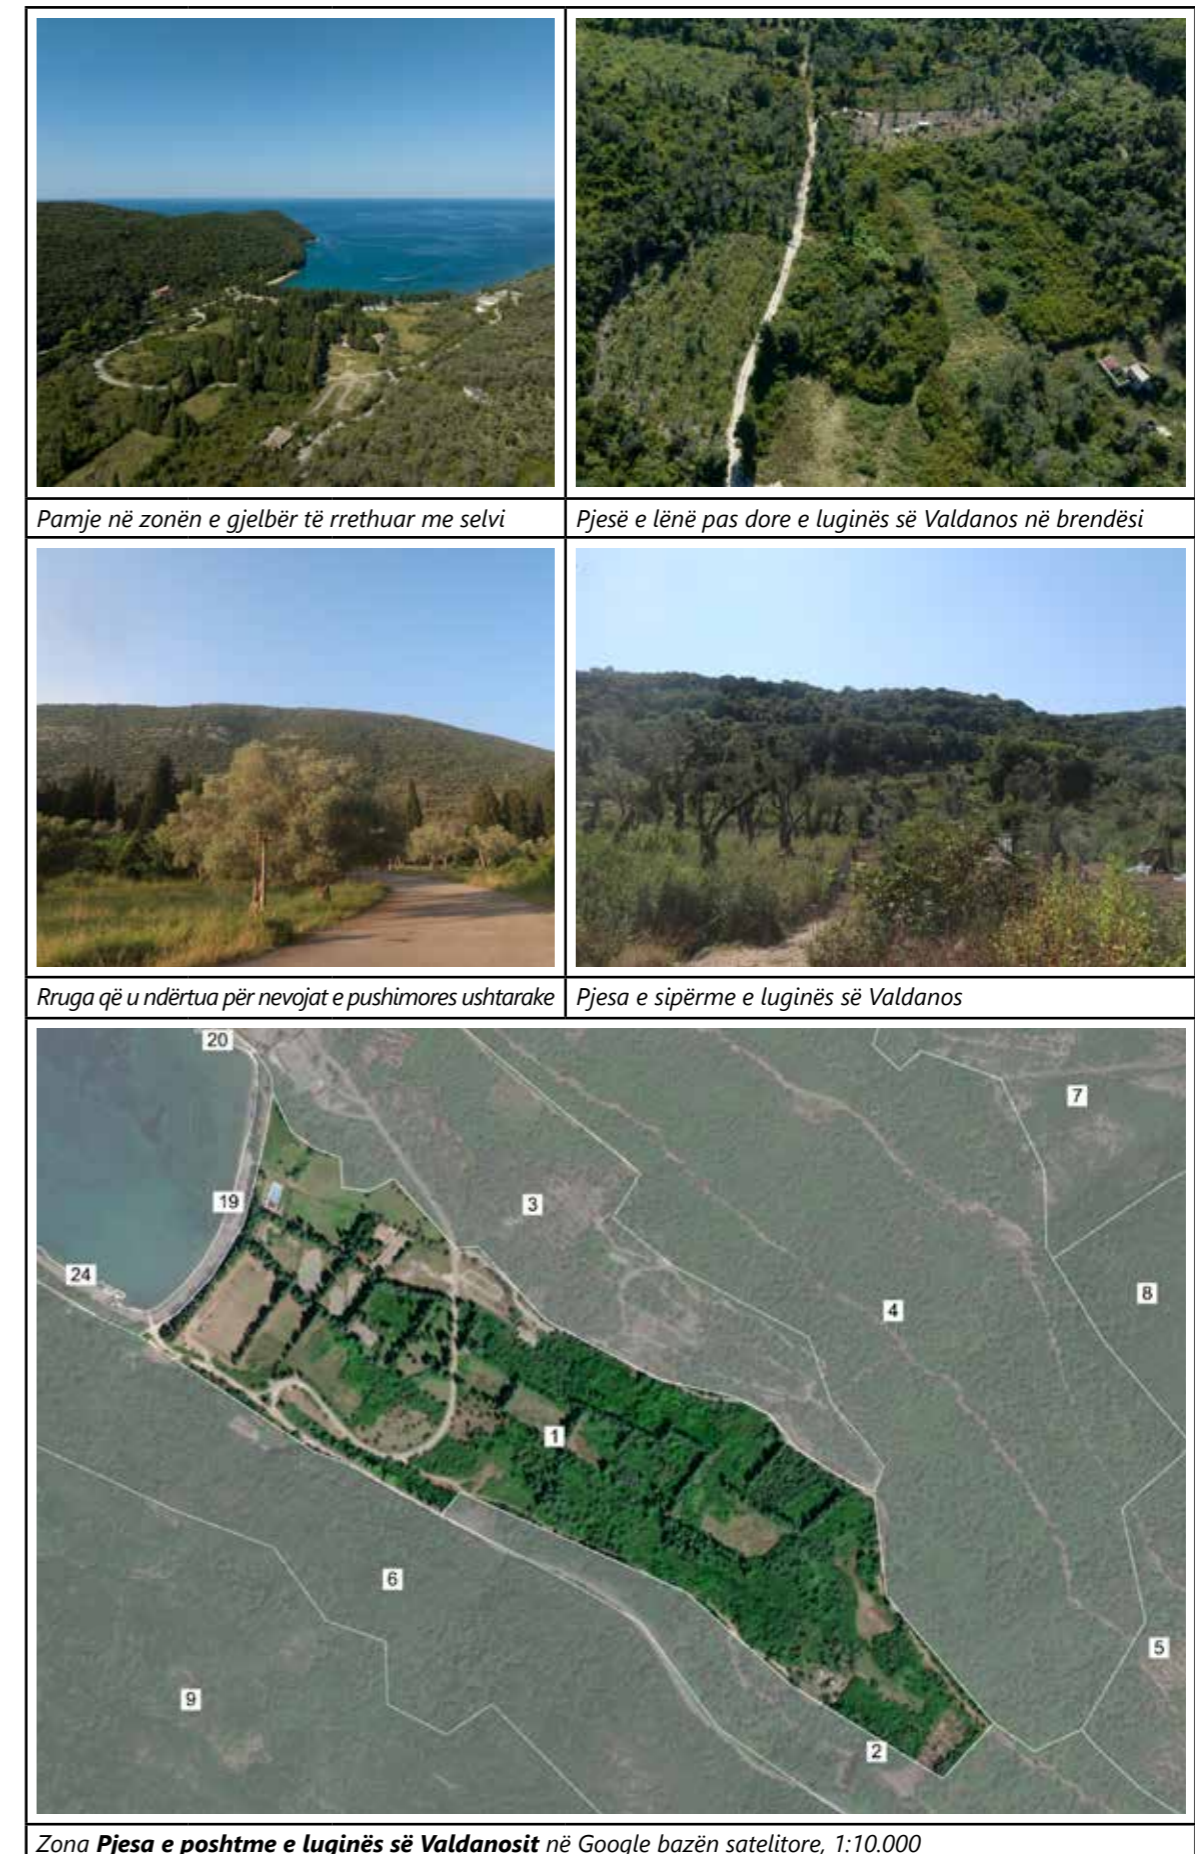 Pamje në zonën e gjelbër të rrethuar me selvi
Pjesë e lënë pas dore e luginës së Valdanos në brendësi
Rruga që u ndërtua për nevojat e pushimores ushtarake
Pjesa e sipërme e luginës së Valdanos
20
7
19
3
24
8
4
1
6
5
9
2
Zona Pjesa e poshtme e luginës së Valdanosit në Google bazën satelitore, 1:10.000